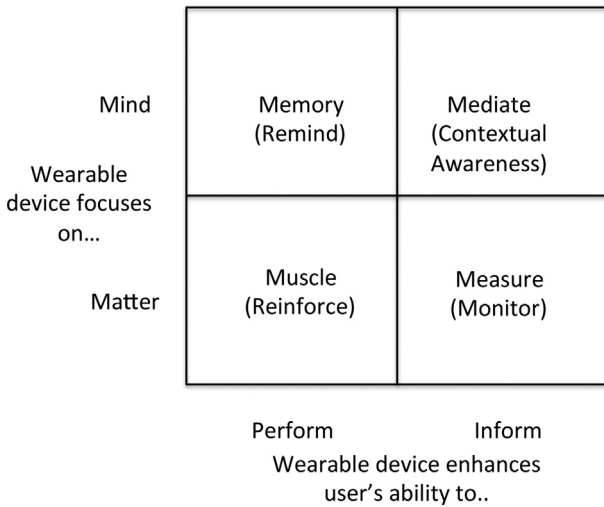 Mind
Memory
(Remind)
Mediate
(Contextual
Awareness)
Wearable
device focuses
on...
Matter
Muscle
(Reinforce)
Measure
(Monitor)
Perform
Inform
Wearable device enhances
user's ability to..